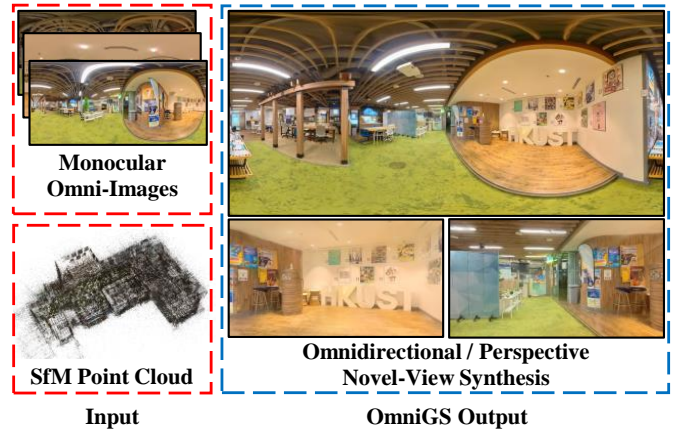 Monocular
Omni-Images
SfM Point Cloud
Input
HKUST
HKUST
Omnidirectional / Perspective
Novel-View Synthesis
OmniGS Output